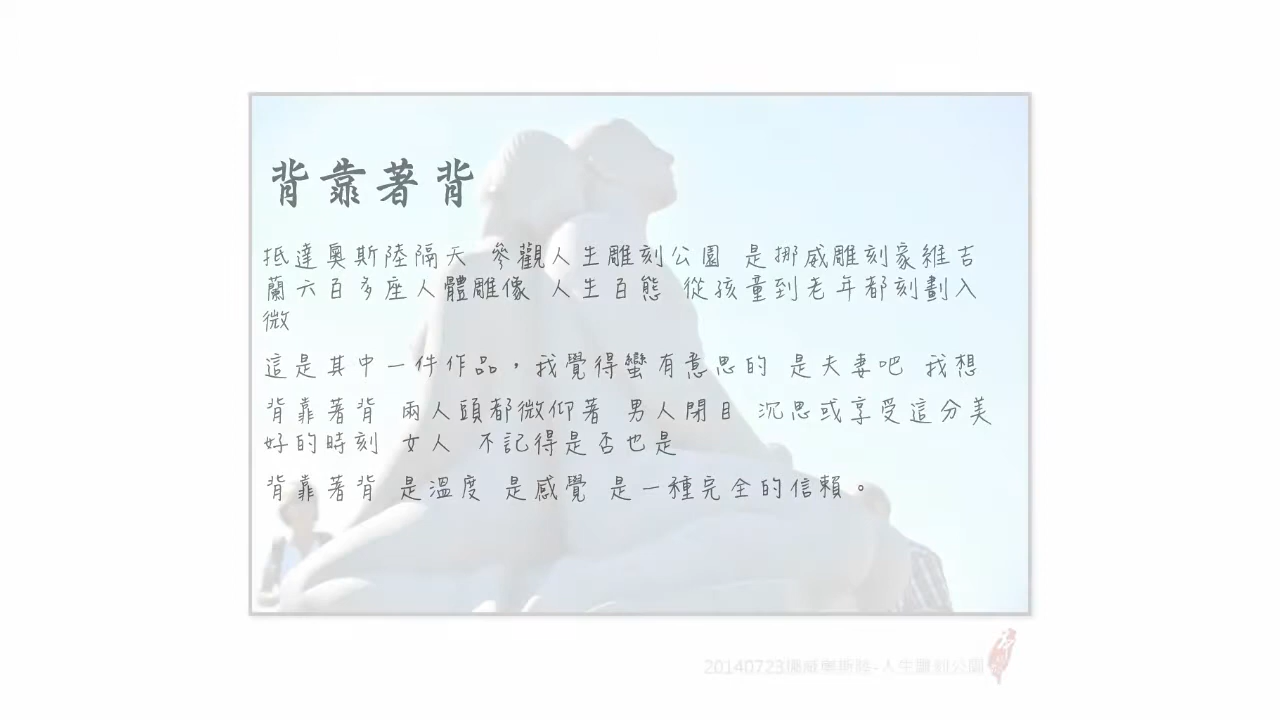 背靠著背
抵達奧斯陸隔天 參觀人生雕刻公園 是挪威雕刻家維吉
蘭六百多座人體雕像 人生百態 從孩童到老年都刻劃入
微
這是其中一件作品，我覺得蠻有意思的 是夫妻吧 我想
背靠著背 兩人頭都微仰著 男人閉目 沉思或享受這分美
好的時刻 女人 不記得是否也是
背靠著背 是溫度 是感覺 是一種完全的信賴。
20140723挪威奧斯陸-人生雕刻公園